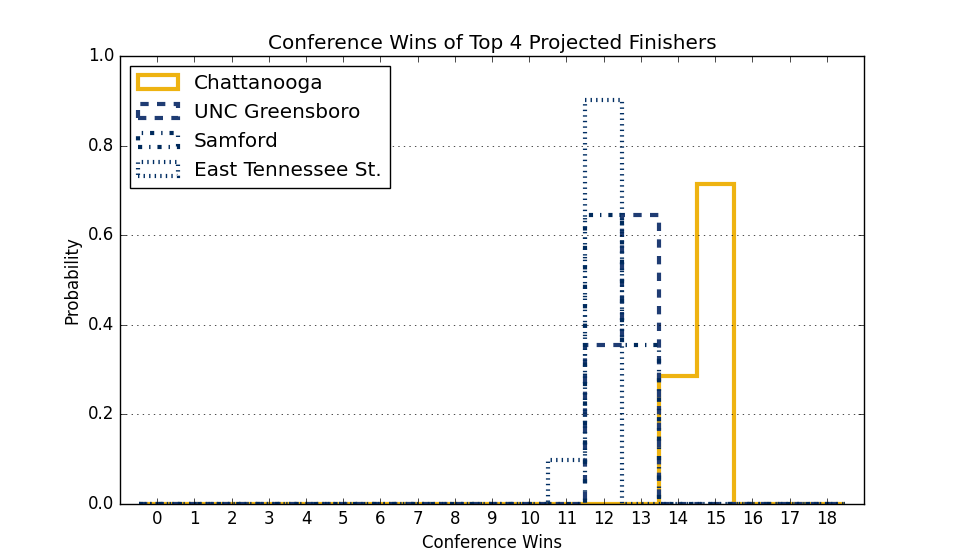 Conference Wins of Top 4 Projected Finishers
1.0
0.8
0.6
0.4
0.2
0.0
Probability
Chattanooga
UNC Greensboro
Samford
East Tennessee St.
0 1 2 3 4 5 6 7 8 9 10 11 12 13 14 15 16 17 18
Conference Wins